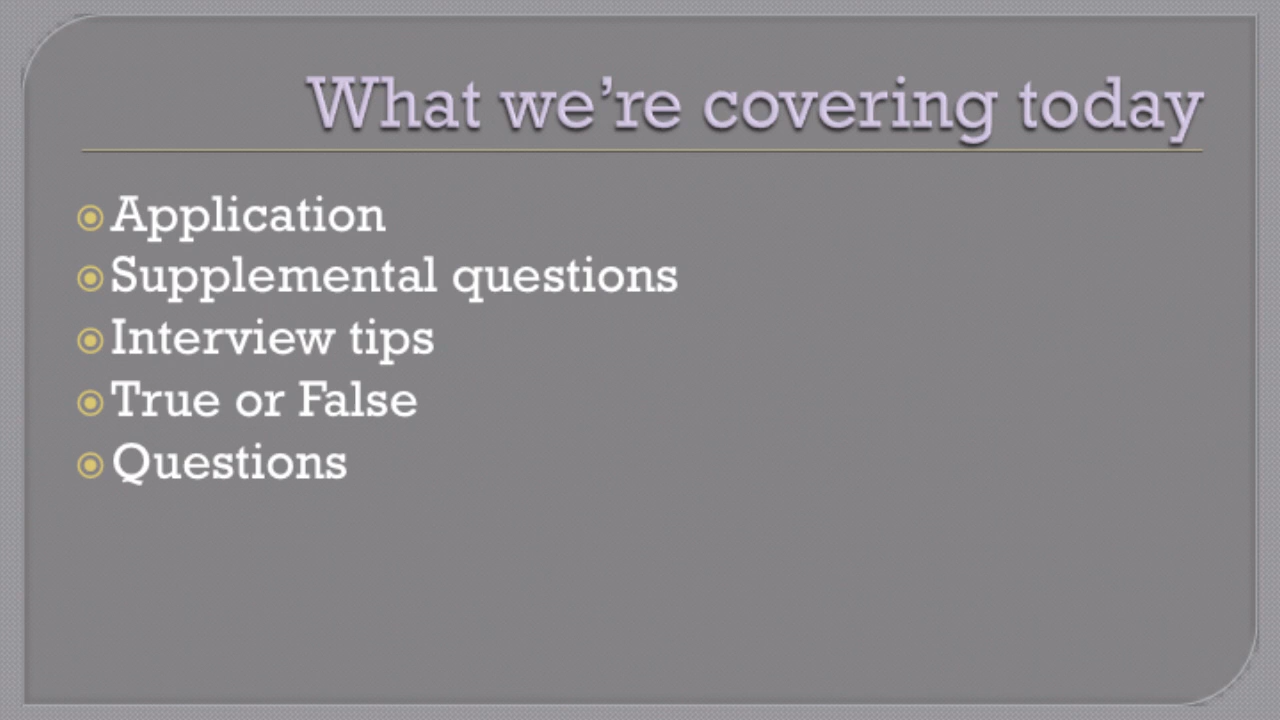 What we’re covering today
Application
Supplemental questions
Interview tips
True or False
Questions